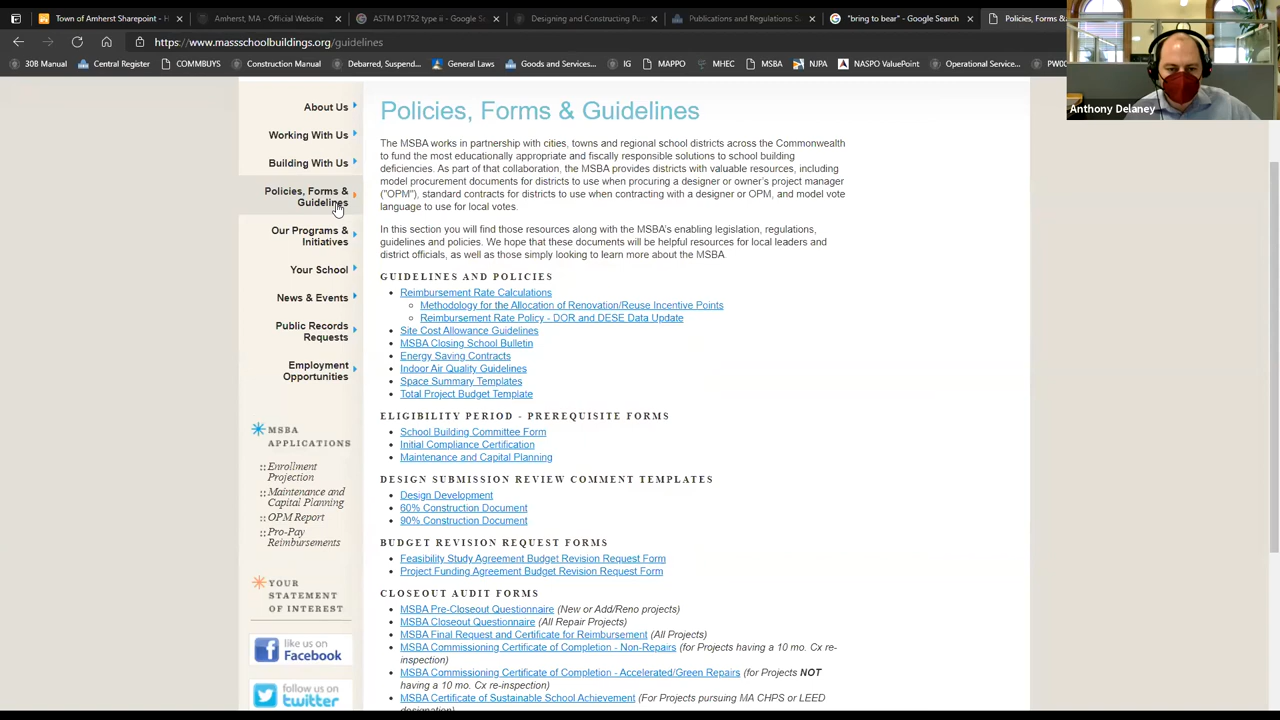 Town of Amherst Sharepoint - H
Amherst, MA - Official Website
ASTM D1752 type ii - Google S
Designing and Constructing Pu
Publications and Regulations S
"bring to bear" - Google Search
Policies, Forms &
https://www.massschoolbuildings.org/guidelines
30B Manual
Central Register
COMMBUYS
Construction Manual
Debarred, Suspend...
General Laws
Goods and Services...
IG
MAPPO
MHEC
MSBA
NJPA
NASPO ValuePoint
Operational Service...
PW00
Anthony Delaney
About Us
Working With Us
Building With Us
Policies, Forms &
Guidelines
Our Programs &
Initiatives
Your School
News & Events
Public Records
Requests
Employment
Opportunities
MSBA
APPLICATIONS
:: Enrollment
Projection
:: Maintenance and
Capital Planning
:: OPM Report
:: Pro-Pay
Reimbursements
YOUR
STATEMENT
OF INTEREST
like us on
Facebook
follow us on
twitter
Policies, Forms & Guidelines
The MSBA works in partnership with cities, towns and regional school districts across the Commonwealth
to fund the most educationally appropriate and fiscally responsible solutions to school building
deficiencies. As part of that collaboration, the MSBA provides districts with valuable resources, including
model procurement documents for districts to use when procuring a designer or owner's project manager
("OPM"), standard contracts for districts to use when contracting with a designer or OPM, and model vote
language to use for local votes.
In this section you will find those resources along with the MSBA's enabling legislation, regulations,
guidelines and policies. We hope that these documents will be helpful resources for local leaders and
district officials, as well as those simply looking to learn more about the MSBA.
GUIDELINES AND POLICIES
Reimbursement Rate Calculations
Methodology for the Allocation of Renovation/Reuse Incentive Points
Reimbursement Rate Policy - DOR and DESE Data Update
Site Cost Allowance Guidelines
MSBA Closing School Bulletin
Energy Saving Contracts
Indoor Air Quality Guidelines
Space Summary Templates
Total Project Budget Template
ELIGIBILITY PERIOD - PREREQUISITE FORMS
School Building Committee Form
Initial Compliance Certification
Maintenance and Capital Planning
DESIGN SUBMISSION REVIEW COMMENT TEMPLATES
Design Development
60% Construction Document
90% Construction Document
BUDGET REVISION REQUEST FORMS
Feasibility Study Agreement Budget Revision Request Form
Project Funding Agreement Budget Revision Request Form
CLOSEOUT AUDIT FORMS
MSBA Pre-Closeout Questionnaire (New or Add/Reno projects)
MSBA Closeout Questionnaire (All Repair Projects)
MSBA Final Request and Certificate for Reimbursement (All Projects)
MSBA Commissioning Certificate of Completion - Non-Repairs (for Projects having a 10 mo. Cx re-
inspection)
MSBA Commissioning Certificate of Completion - Accelerated/Green Repairs (for Projects NOT
having a 10 mo. Cx re-inspection)
MSBA Certificate of Sustainable School Achievement (For Projects pursuing MA CHPS or LEED